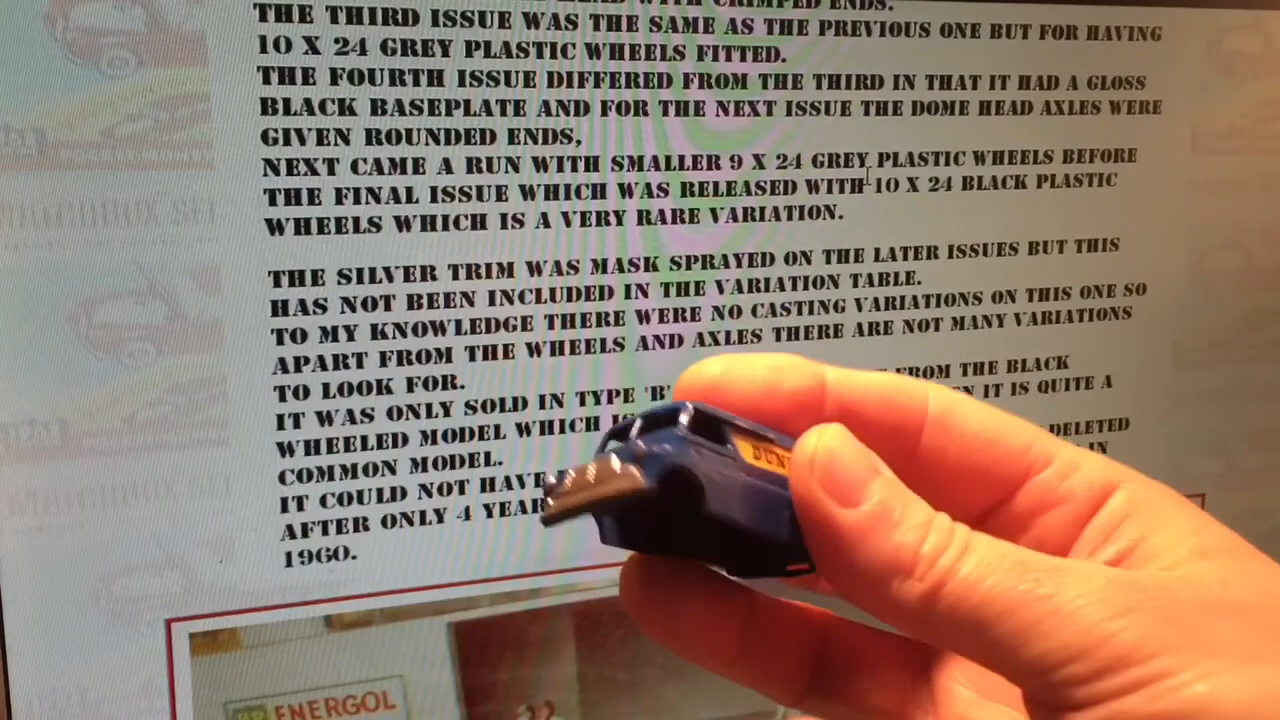 HEAD WITH CRIMPED ENDS.
THE THIRD ISSUE WAS THE SAME AS THE PREVIOUS ONE BUT FOR HAVING
10 X 24 GREY PLASTIC WHEELS FITTED.
THE FOURTH ISSUE DIFFERED FROM THE THIRD IN THAT IT HAD A GLOSS
BLACK BASEPLATE AND FOR THE NEXT ISSUE THE DOME HEAD AXLES WERE
GIVEN ROUNDED ENDS,
NEXT CAME A RUN WITH SMALLER 9 X 24 GREY PLASTIC WHEELS BEFORE
THE FINAL ISSUE WHICH WAS RELEASED WITH 10 X 24 BLACK PLASTIC
WHEELS WHICH IS A VERY RARE VARIATION.
THE SILVER TRIM WAS MASK SPRAYED ON THE LATER ISSUES BUT THIS
HAS NOT BEEN INCLUDED IN THE VARIATION TABLE.
TO MY KNOWLEDGE THERE WERE NO CASTING VARIATIONS ON THIS ONE SO
APART FROM THE WHEELS AND AXLES THERE ARE NOT MANY VARIATIONS
TO LOOK FOR.
IT WAS ONLY SOLD IN TYPE 'B' FROM THE BLACK
WHEELED MODEL WHICH IT IS QUITE A
COMMON MODEL.
IT COULD NOT HAVE DELETED
AFTER ONLY 4 YEAR IN
1960.
ENERGOL